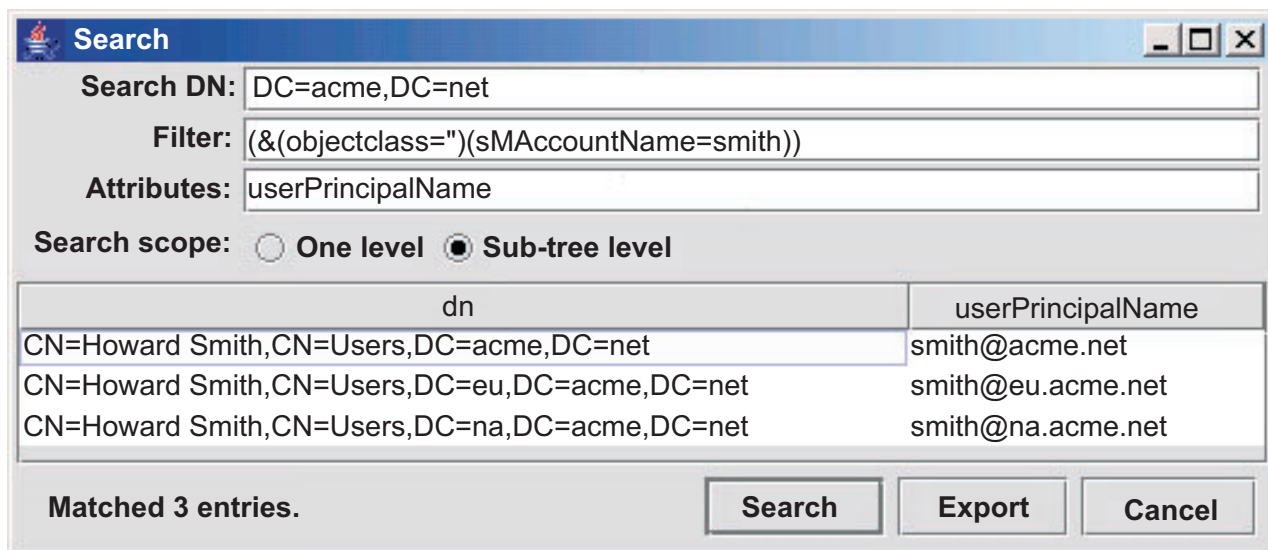 Search
Search DN: DC=acme,DC=net
Filter: (&(objectclass=")(sMAccountName=smith))
Attributes: userPrincipalName
Search scope: One level Sub-tree level
dn userPrincipalName
CN=Howard Smith,CN=Users,DC=acme,DC=net smith@acme.net
CN=Howard Smith,CN=Users,DC=eu,DC=acme,DC=net smith@eu.acme.net
CN=Howard Smith,CN=Users,DC=na,DC=acme,DC=net smith@na.acme.net
Matched 3 entries. Search Export Cancel